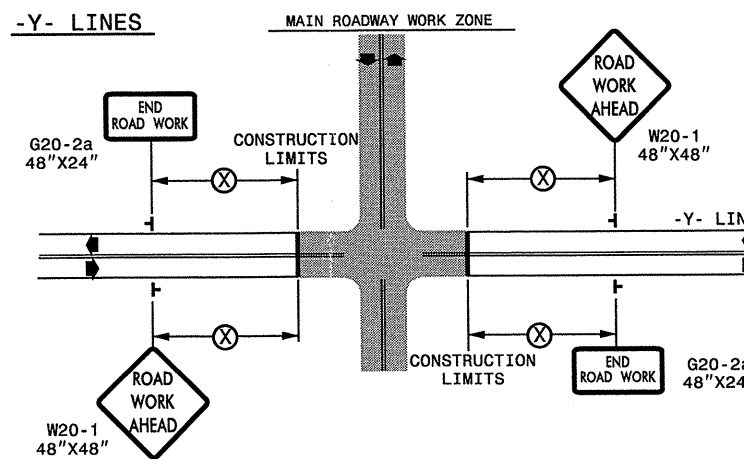 -Y- LINES
MAIN ROADWAY WORK ZONE
END
ROAD WORK
G20-2a
48"X24"
CONSTRUCTION
LIMITS
X
ROAD
WORK
AHEAD
W20-1
48"X48"
X
-Y- LIN
X
ROAD
WORK
AHEAD
W20-1
48"X48"
X
CONSTRUCTION
LIMITS
END
ROAD WORK
G20-2a
48"X24